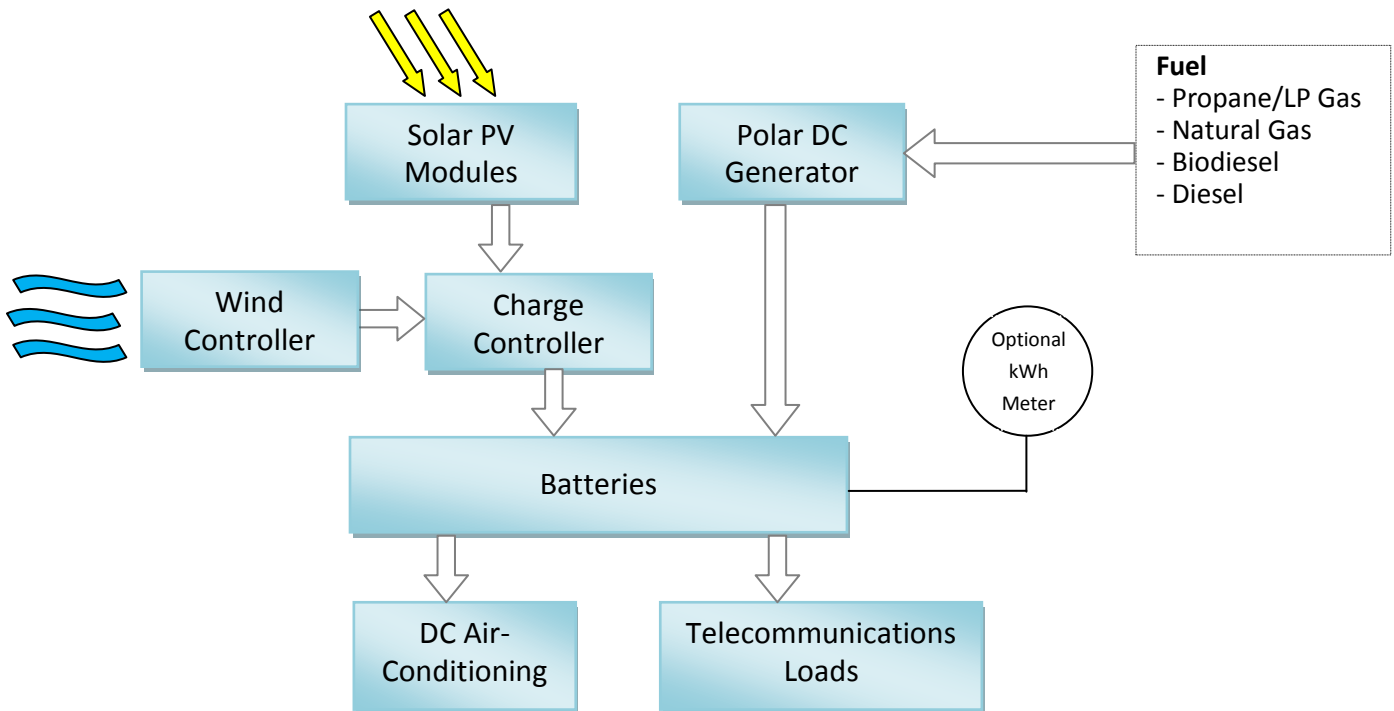 Solar PV
Modules
Polar DC
Generator
Fuel
- Propane/LP Gas
- Natural Gas
- Biodiesel
- Diesel
Wind
Controller
Charge
Controller
Optional
kWh
Meter
Batteries
DC Air-
Conditioning
Telecommunications
Loads